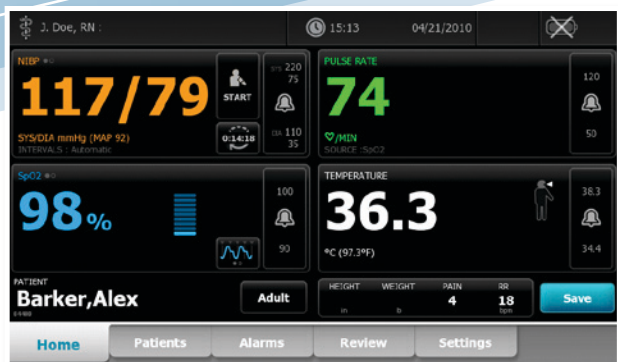 J. Doe, RN :
15:13
04/21/2010
NIBP
117/79
START
0:14:18
SYS 220
75
DIA 110
35
SYS/DIA mmHg (MAP 92)
INTERVALS : Automatic
PULSE RATE
74
/MIN
SOURCE :SpO2
120
50
SpO2
98%
100
90
TEMPERATURE
36.3
°C (97.3°F)
38.3
34.4
PATIENT
Barker,Alex
Adult
HEIGHT WEIGHT PAIN RR
4 18
in b bpm
Save
Home Patients Alarms Review Settings